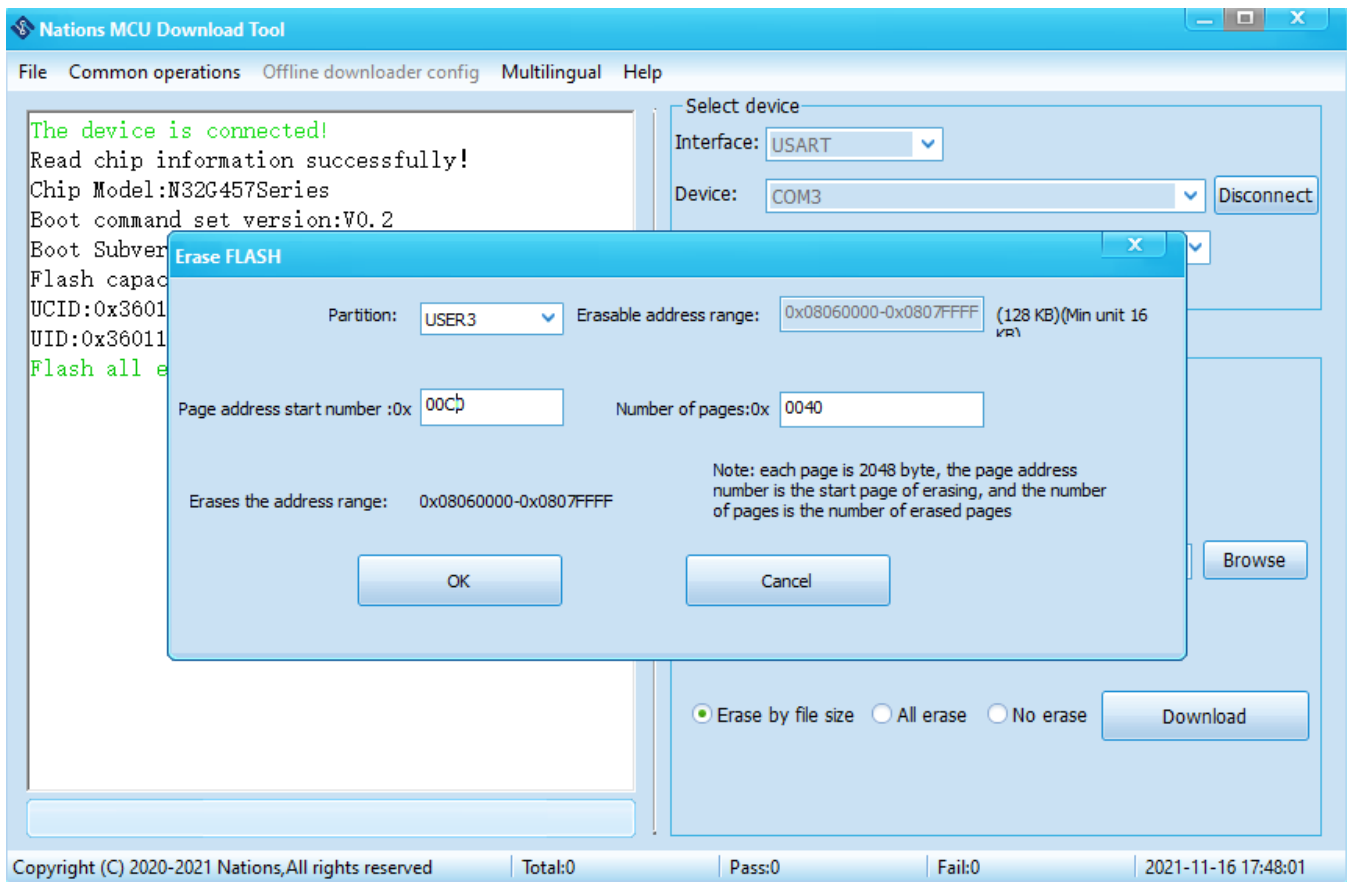 Nations MCU Download Tool
File Common operations Offline downloader config Multilingual Help
The device is connected!
Read chip information successfully!
Chip Model:N32G457Series
Boot command set version:V0.2
Boot Subver
Flash capac
UCID:0x3601
UID:0x36011
Flash all e
Select device
Interface: USART
Device: COM3 Disconnect
Erase FLASH
Partition: USER3 Erasable address range: 0x08060000-0x0807FFFF (128 KB)(Min unit 16
KB)
Page address start number :0x 00C0 Number of pages:0x 0040
Erases the address range: 0x08060000-0x0807FFFF
Note: each page is 2048 byte, the page address
number is the start page of erasing, and the number
of pages is the number of erased pages
OK Cancel
Browse
Erase by file size All erase No erase Download
Copyright (C) 2020-2021 Nations,All rights reserved Total:0 Pass:0 Fail:0 2021-11-16 17:48:01